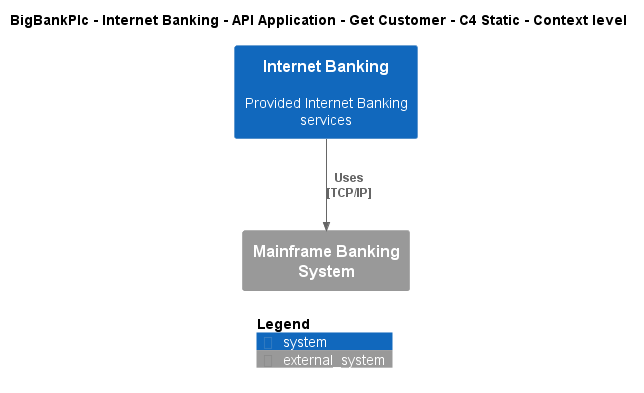 BigBankPlc - Internet Banking - API Application - Get Customer - C4 Static - Context level
Internet Banking
Provided Internet Banking
services
Uses
[TCP/IP]
Mainframe Banking
System
Legend
system
external_system